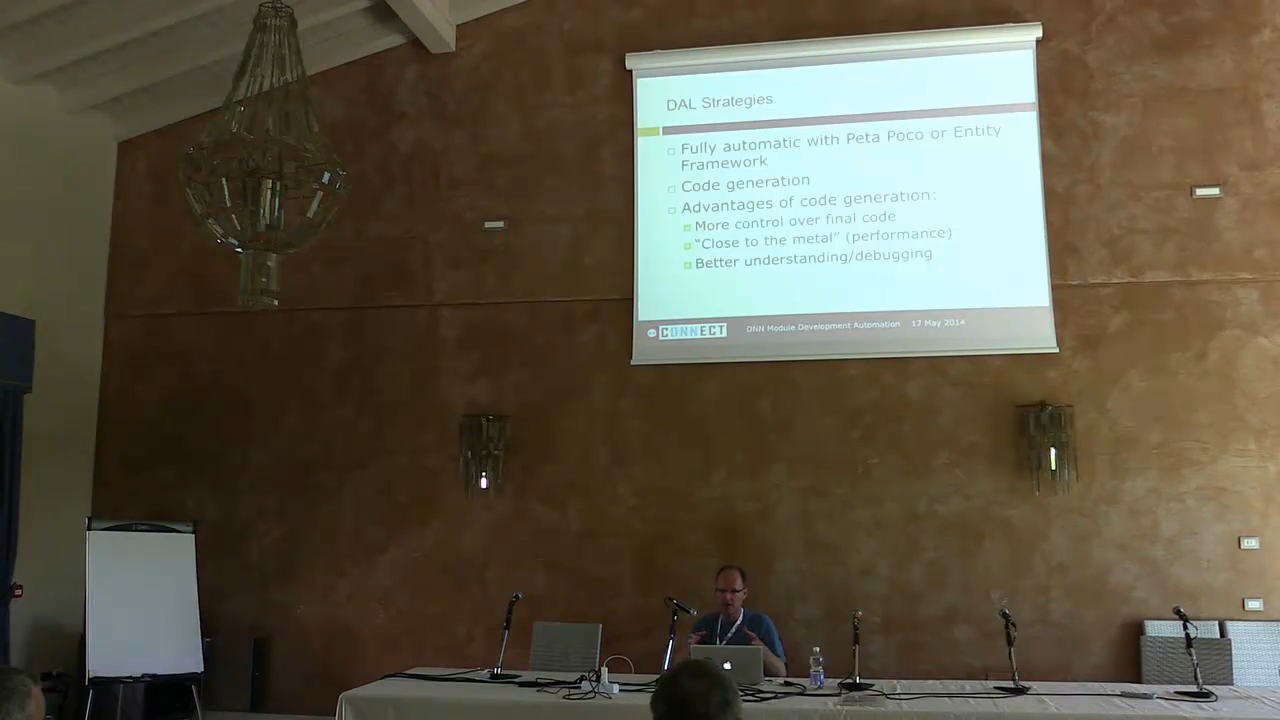 DAL Strategies
Fully automatic with Peta Poco or Entity
Framework
Code generation
Advantages of code generation:
More control over final code
“Close to the metal” (performance)
Better understanding/debugging
CONNECT DNN Module Development Automation 17 May 2014